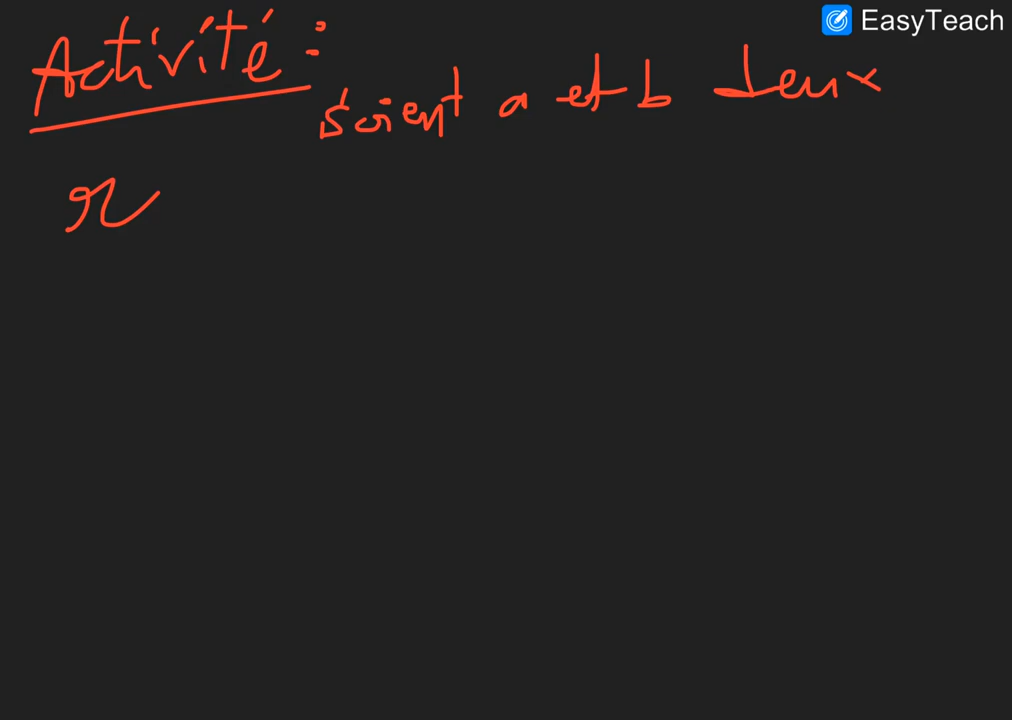 EasyTeach
Activité :
Soient a et b deux
r